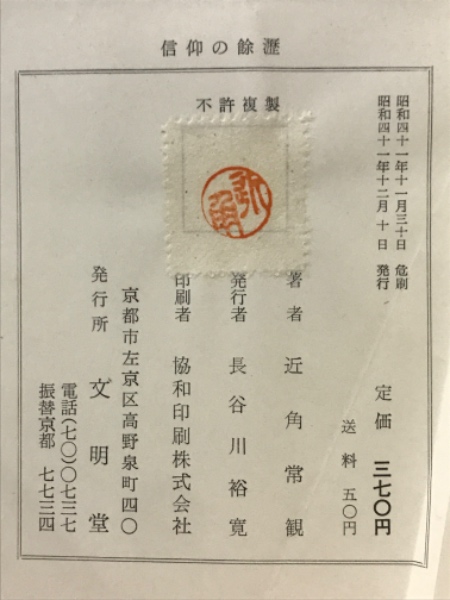 信仰の餘瀝
不許複製
昭和四十一年十一月三十日 危刷
昭和四十一年十二月十日 発行
定価 三七〇円
送料 五〇円
著者 近角常観
発行者 長谷川裕寛
印刷者 協和印刷株式会社
京都市左京区高野泉町四〇
発行所 文明堂
電話(七〇)〇七三七
振替京都 七七三四
近角